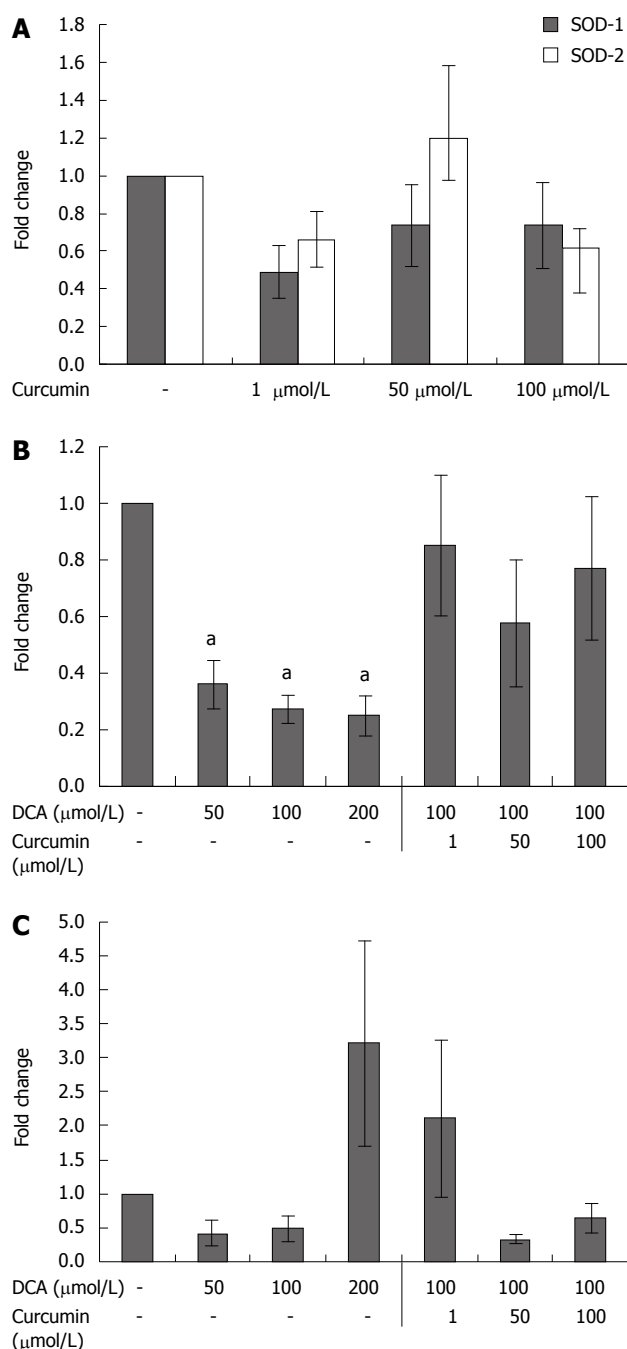 A
SOD-1
SOD-2
Fold change
1.8
1.6
1.4
1.2
1.0
0.8
0.6
0.4
0.2
0.0
Curcumin - 1 μmol/L 50 μmol/L 100 μmol/L
B
Fold change
1.2
1.0
0.8
0.6
0.4
0.2
0.0
a a a
DCA (μmol/L) - 50 100 200 100 100 100
Curcumin - - - - 1 50 100
(μmol/L)
C
Fold change
5.0
4.5
4.0
3.5
3.0
2.5
2.0
1.5
1.0
0.5
0.0
DCA (μmol/L) - 50 100 200 100 100 100
Curcumin - - - - 1 50 100
(μmol/L)